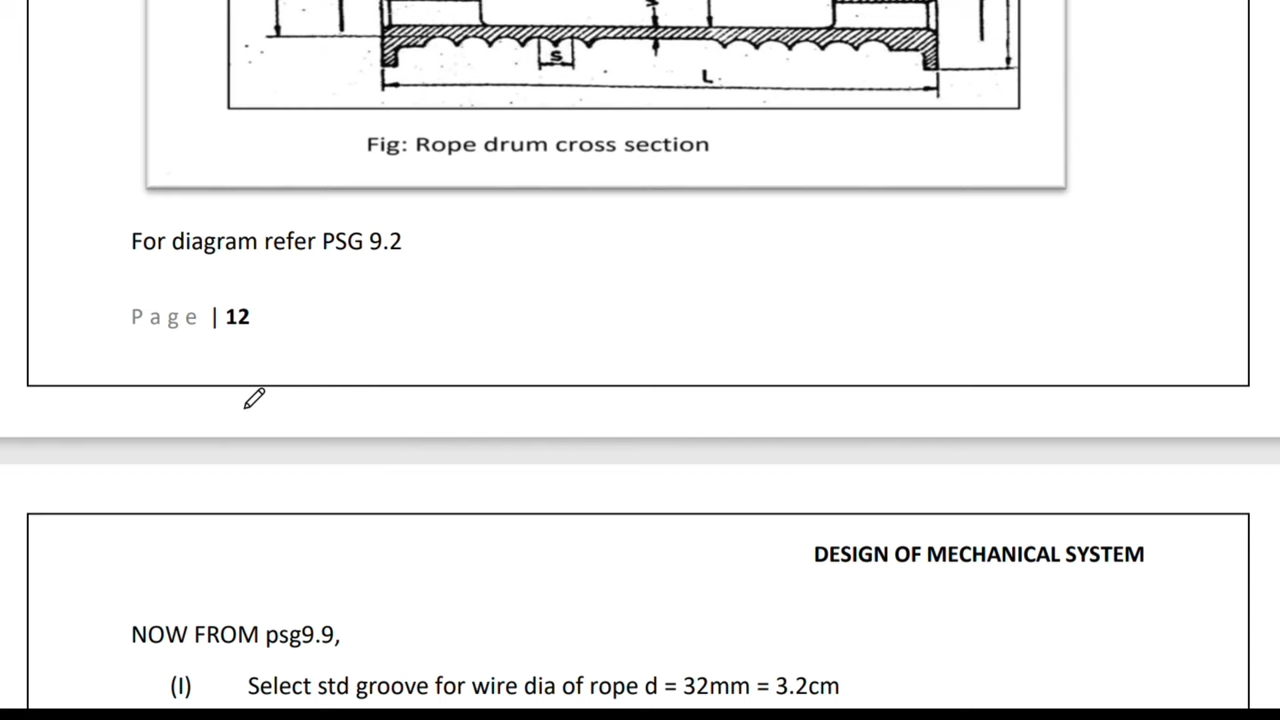 S
L
Fig: Rope drum cross section
For diagram refer PSG 9.2
Page | 12
DESIGN OF MECHANICAL SYSTEM
NOW FROM psg9.9,
(I) Select std groove for wire dia of rope d = 32mm = 3.2cm